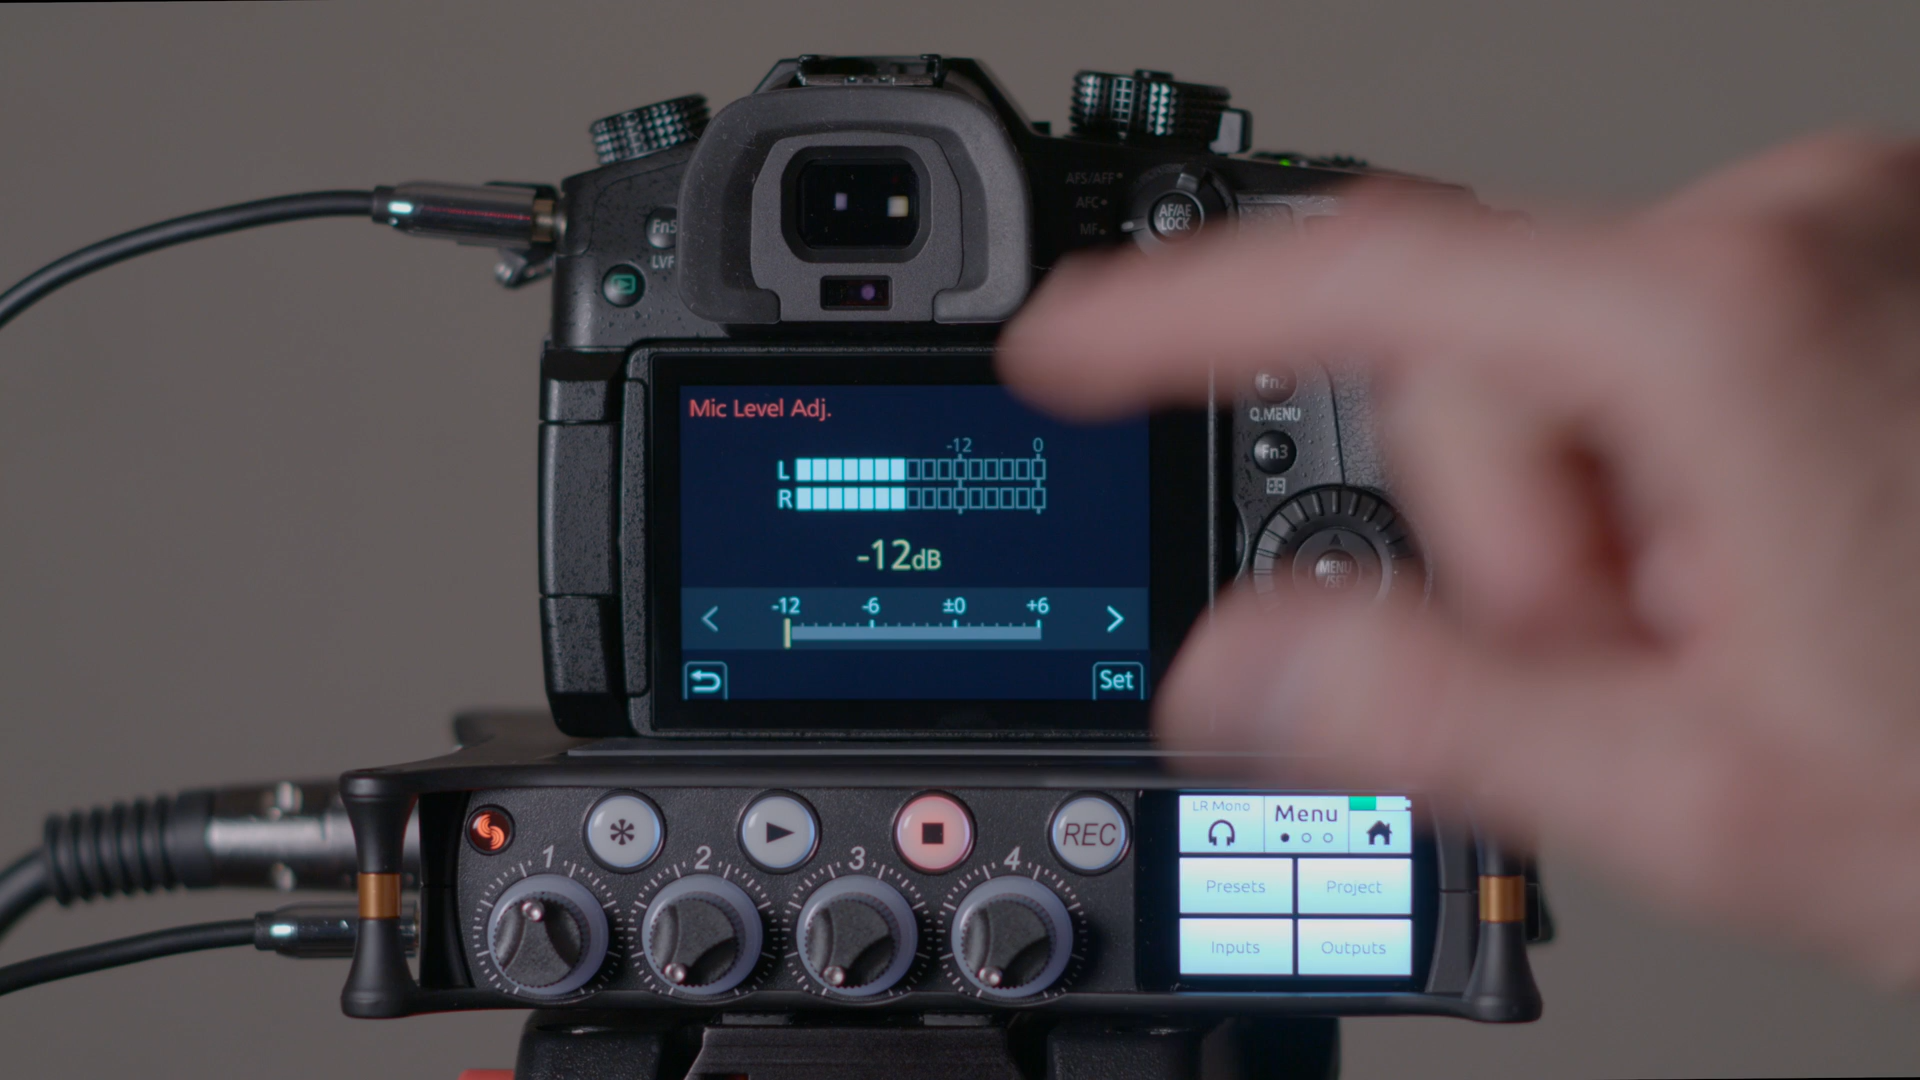 AFS/AFF
AFC
MF
AF/AE
LOCK
Fn5
LVF
Fn2
Q.MENU
Fn3
MENU
/SET
Mic Level Adj.
-12 0
L
R
-12dB
-12 -6 ±0 +6
Set
1 2 3 4
REC
LR Mono
Menu
Presets Project
Inputs Outputs